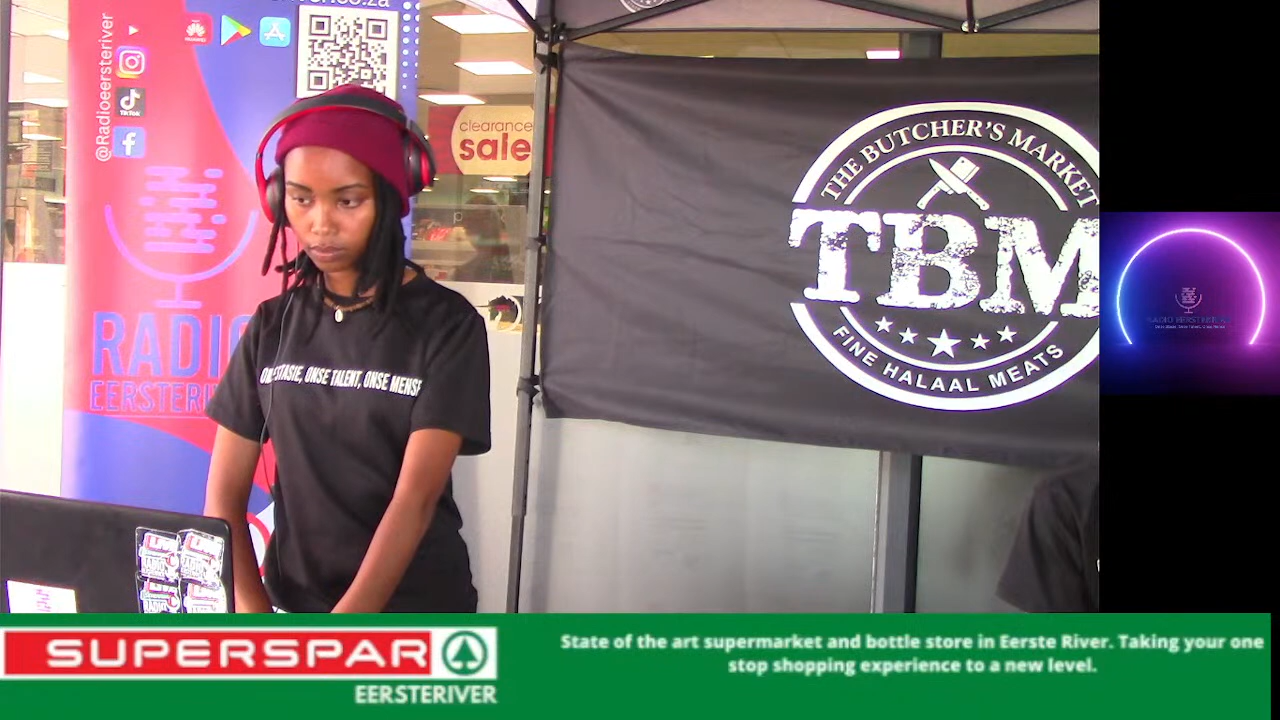 @Radioeersteriver
TikTok
clearance
sale
RADIO
EERSTERI
STASIE, ONSE TALENT, ONSE MENSE
THE BUTCHER'S MARKET
TBM
FINE HALAAL MEATS
SUPERSPAR
EERSTERIVER
State of the art supermarket and bottle store in Eerste River. Taking your one
stop shopping experience to a new level.